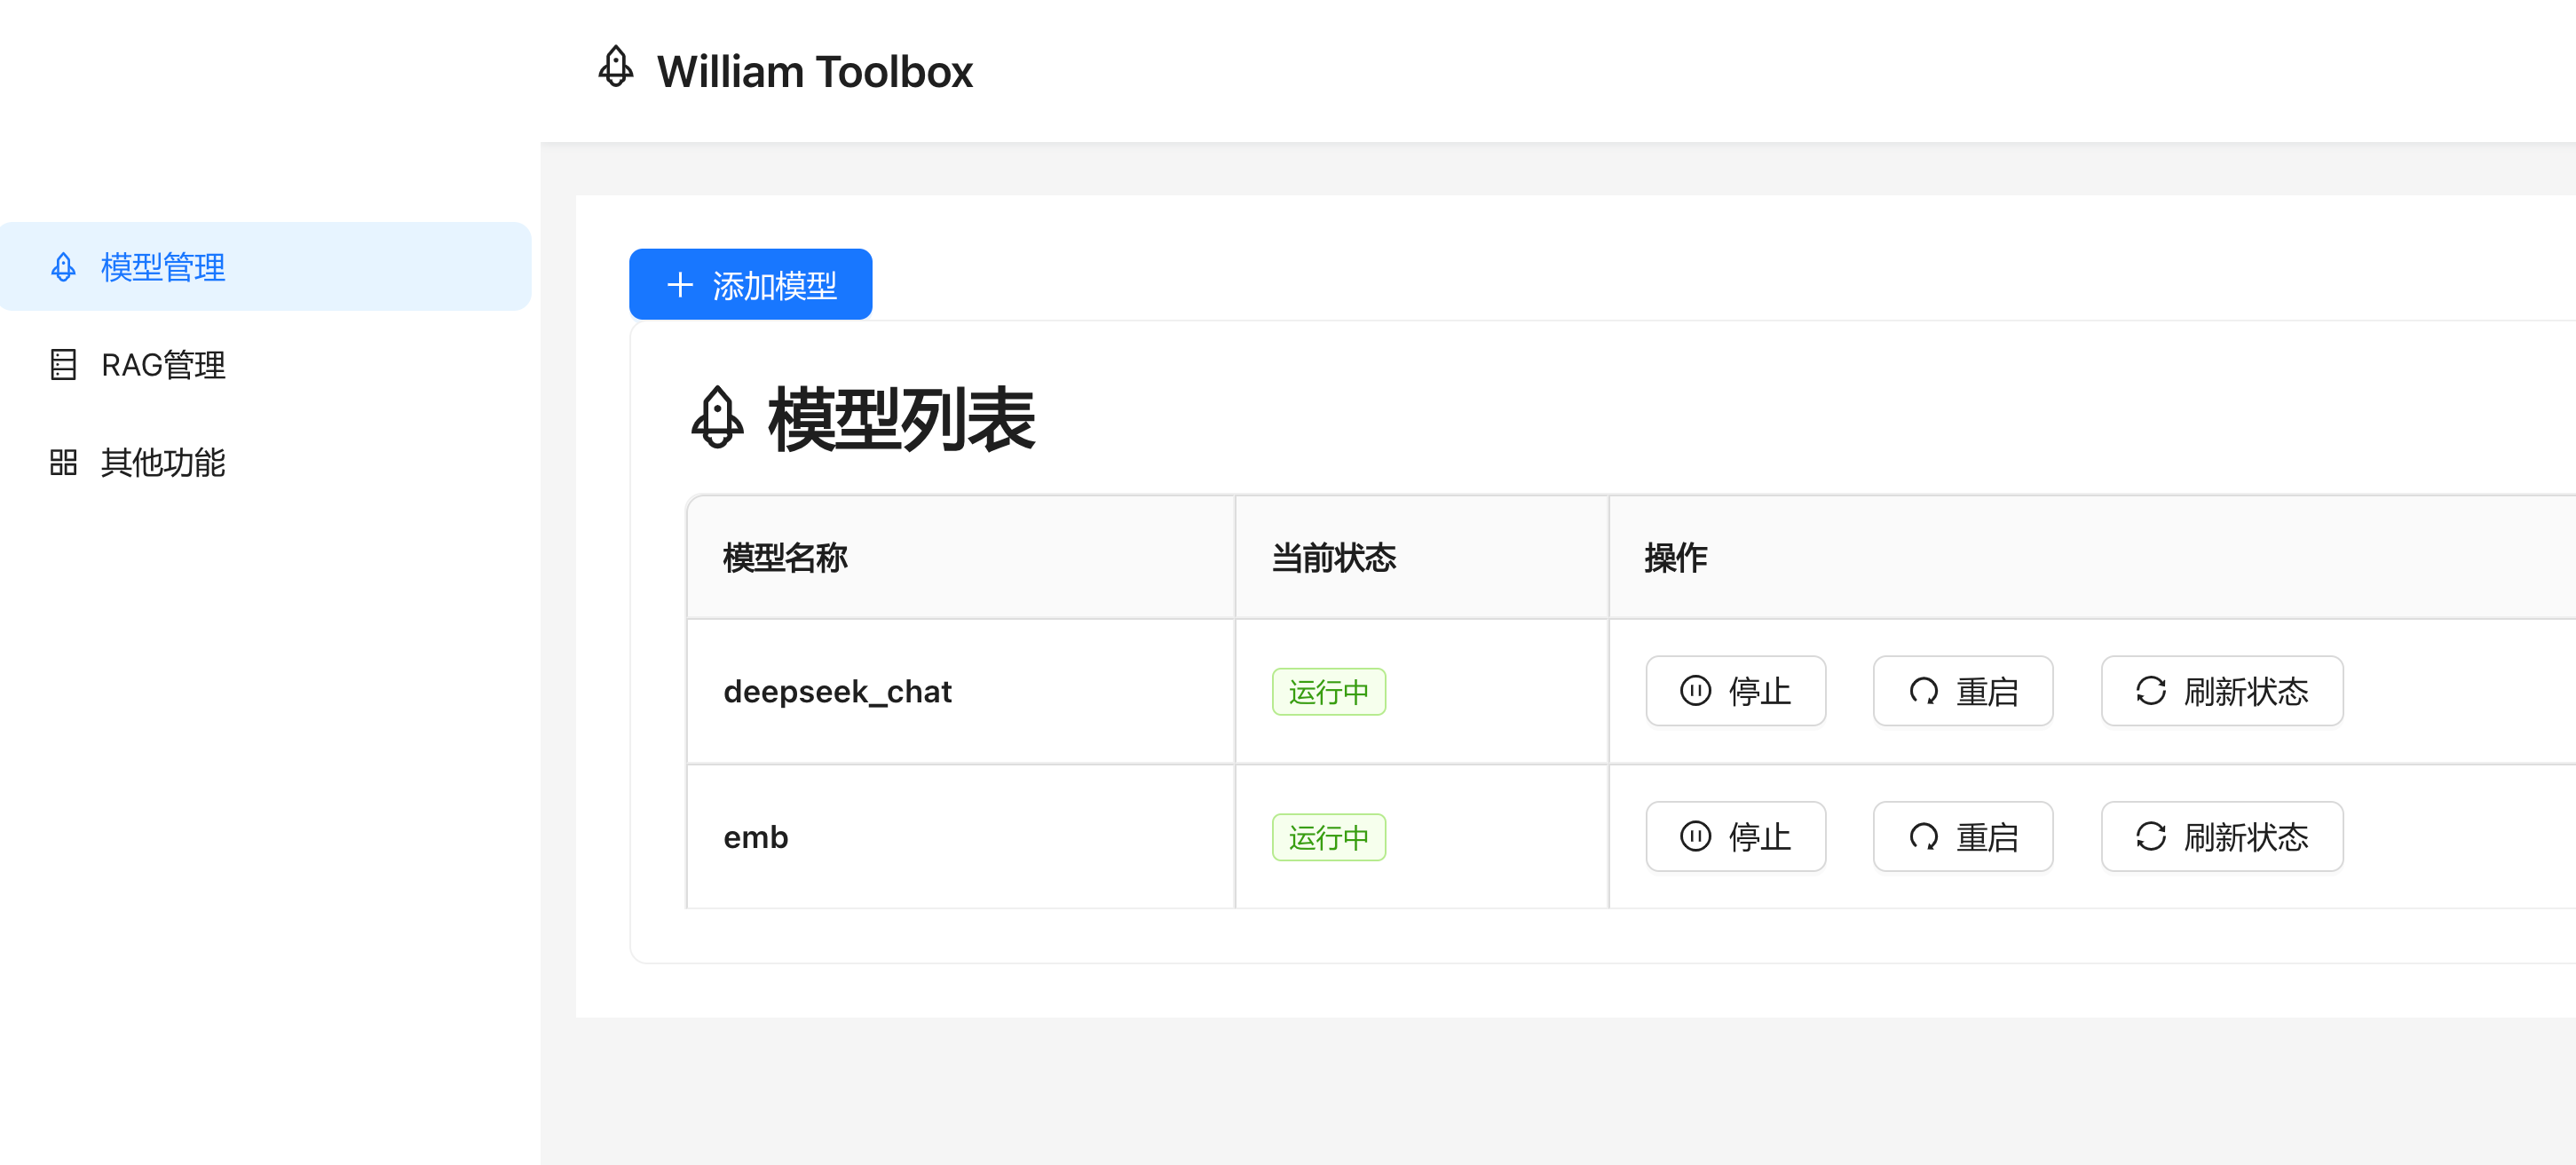 William Toolbox
模型管理
RAG管理
其他功能
添加模型
模型列表
模型名称 当前状态 操作
deepseek_chat 运行中 停止 重启 刷新状态
emb 运行中 停止 重启 刷新状态